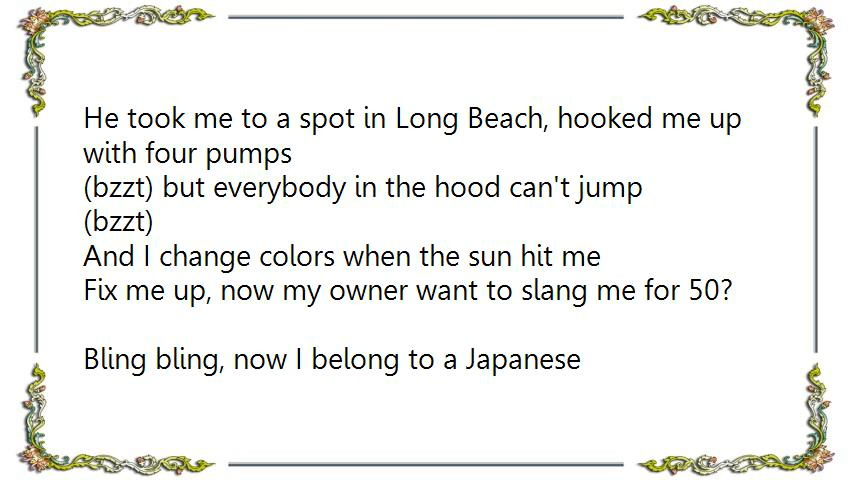 He took me to a spot in Long Beach, hooked me up
with four pumps
(bzzt) but everybody in the hood can't jump
(bzzt)
And I change colors when the sun hit me
Fix me up, now my owner want to slang me for 50?

Bling bling, now I belong to a Japanese